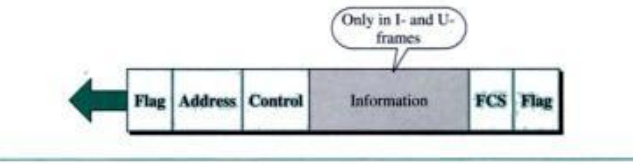 Only in I- and U-
frames
Flag Address Control Information FCS Flag